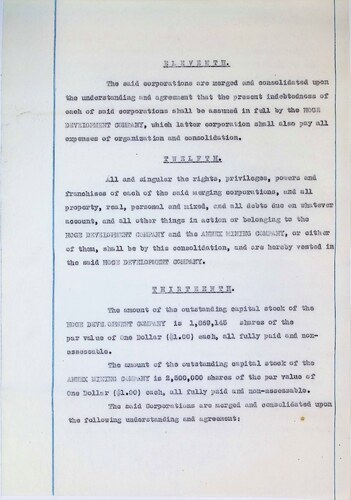 ELEVENTH.
The said corporations are merged and consolidated upon
the understanding and agreement that the present indebtedness of
each of said corporations shall be assumed in full by the HOGE
DEVELOPMENT COMPANY, which latter corporation shall also pay all
expenses of organization and consolidation.
TWELFTH.
All and singular the rights, privileges, powers and
franchises of each of the said merging corporations, and all
property, real, personal and mixed, and all debts due on whatever
account, and all other things in action or belonging to the
HOGE DEVELOPMENT COMPANY and the ANNEX MINING COMPANY, or either
of them, shall be by this consolidation, and are hereby vested in
the said HOGE DEVELOPMENT COMPANY.
THIRTEENTH.
The amount of the outstanding capital stock of the
HOGE DEVELOPMENT COMPANY is shares of the
par value of One Dollar ($1.00) each, all fully paid and non-
assessable.
The amount of the outstanding capital stock of the
ANNEX MINING COMPANY is 2,500,000 shares of the par value of
One Dollar ($1.00) each, all fully paid and non-assessable.
The said Corporations are merged and consolidated upon
the following understanding and agreement: